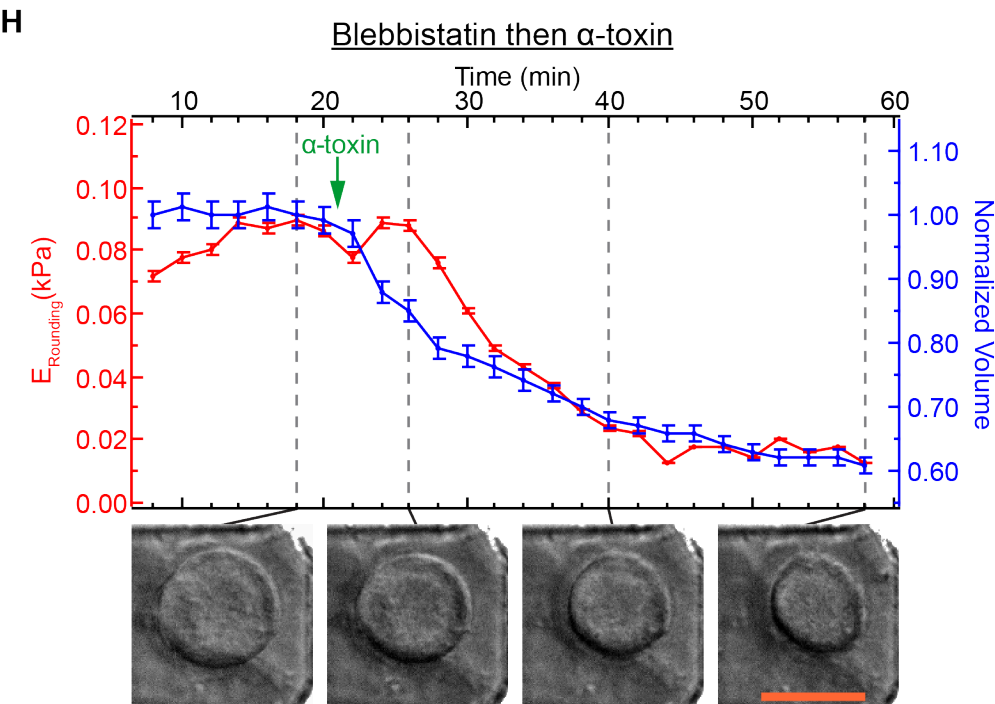 H
Blebbistatin then α-toxin
Time (min)
10 20 30 40 50 60
0.12
0.10
0.08
0.06
0.04
0.02
0.00
E Rounding (kPa)
α-toxin
1.10
1.00
0.90
0.80
0.70
0.60
Normalized Volume